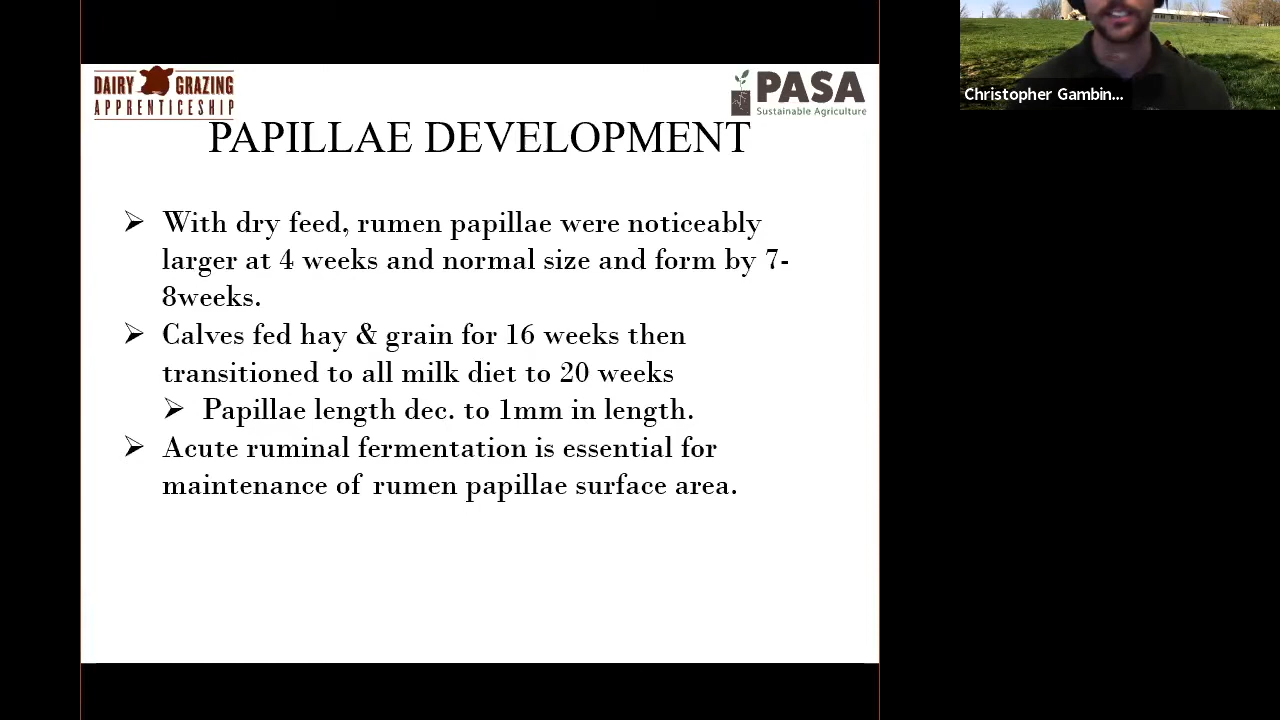 DAIRY GRAZING
APPRENTICESHIP
PASA
Sustainable Agriculture
Christopher Gambin...
PAPILLAE DEVELOPMENT
➢ With dry feed, rumen papillae were noticeably
larger at 4 weeks and normal size and form by 7-
8weeks.
➢ Calves fed hay & grain for 16 weeks then
transitioned to all milk diet to 20 weeks
➢ Papillae length dec. to 1mm in length.
➢ Acute ruminal fermentation is essential for
maintenance of rumen papillae surface area.